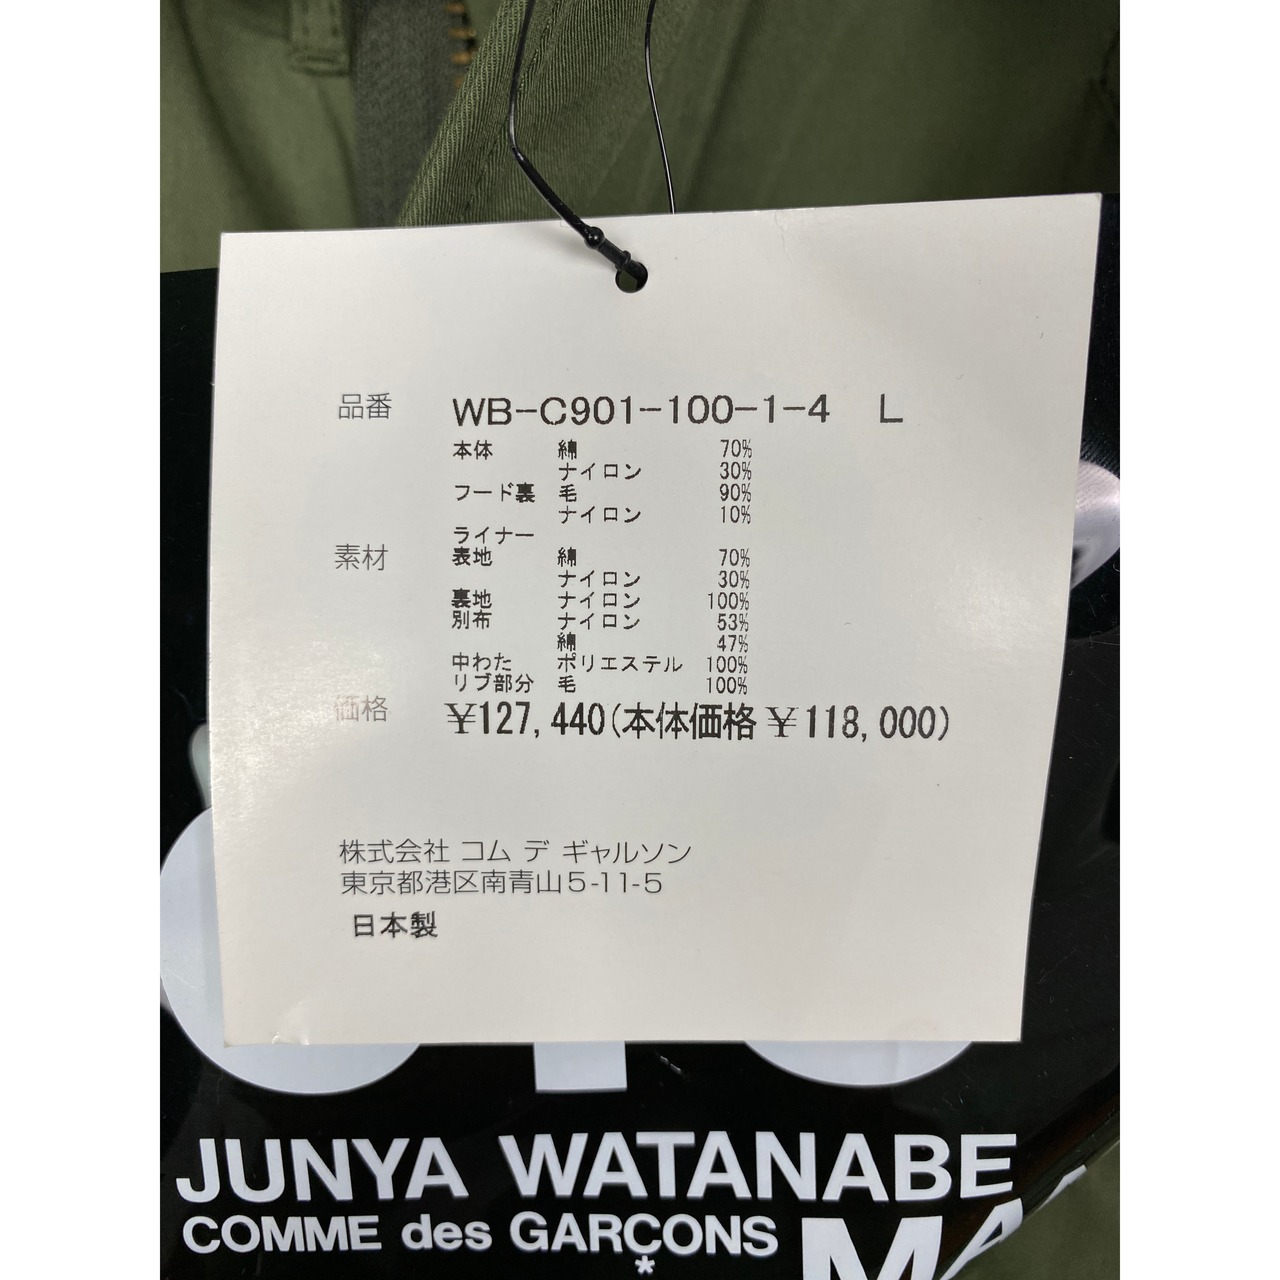 品番 WB-C901-100-1-4 L
本体 綿 70%
ナイロン 30%
フード裏 毛 90%
ナイロン 10%
ライナー
素材 表地 綿 70%
ナイロン 30%
裏地 ナイロン 100%
別布 ナイロン 53%
綿 47%
中わた ポリエステル 100%
リブ部分 毛 100%
価格 ¥127,440(本体価格 ¥118,000)
株式会社 コム デ ギャルソン
東京都港区南青山5-11-5
日本製
JUNYA WATANABE
COMME des GARÇONS